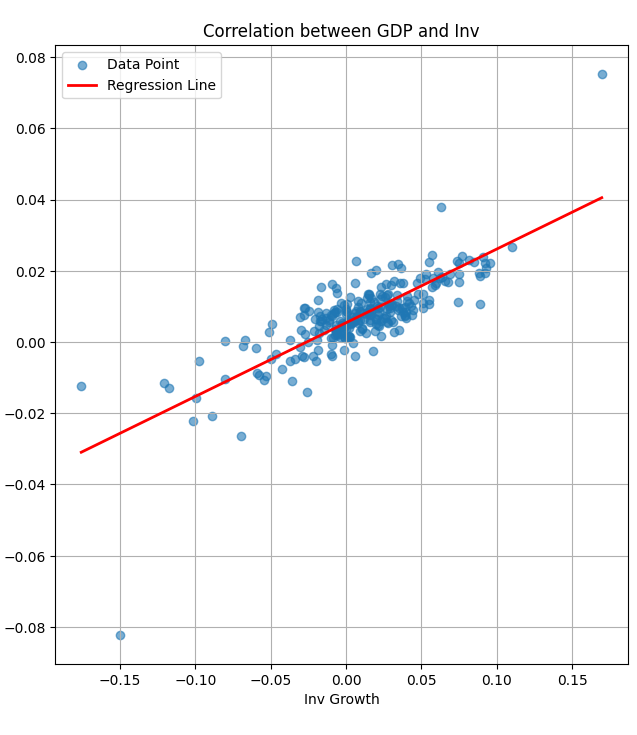 Correlation between GDP and Inv
Data Point
Regression Line
0.08
0.06
0.04
0.02
0.00
−0.02
−0.04
−0.06
−0.08
−0.15 −0.10 −0.05 0.00 0.05 0.10 0.15
Inv Growth